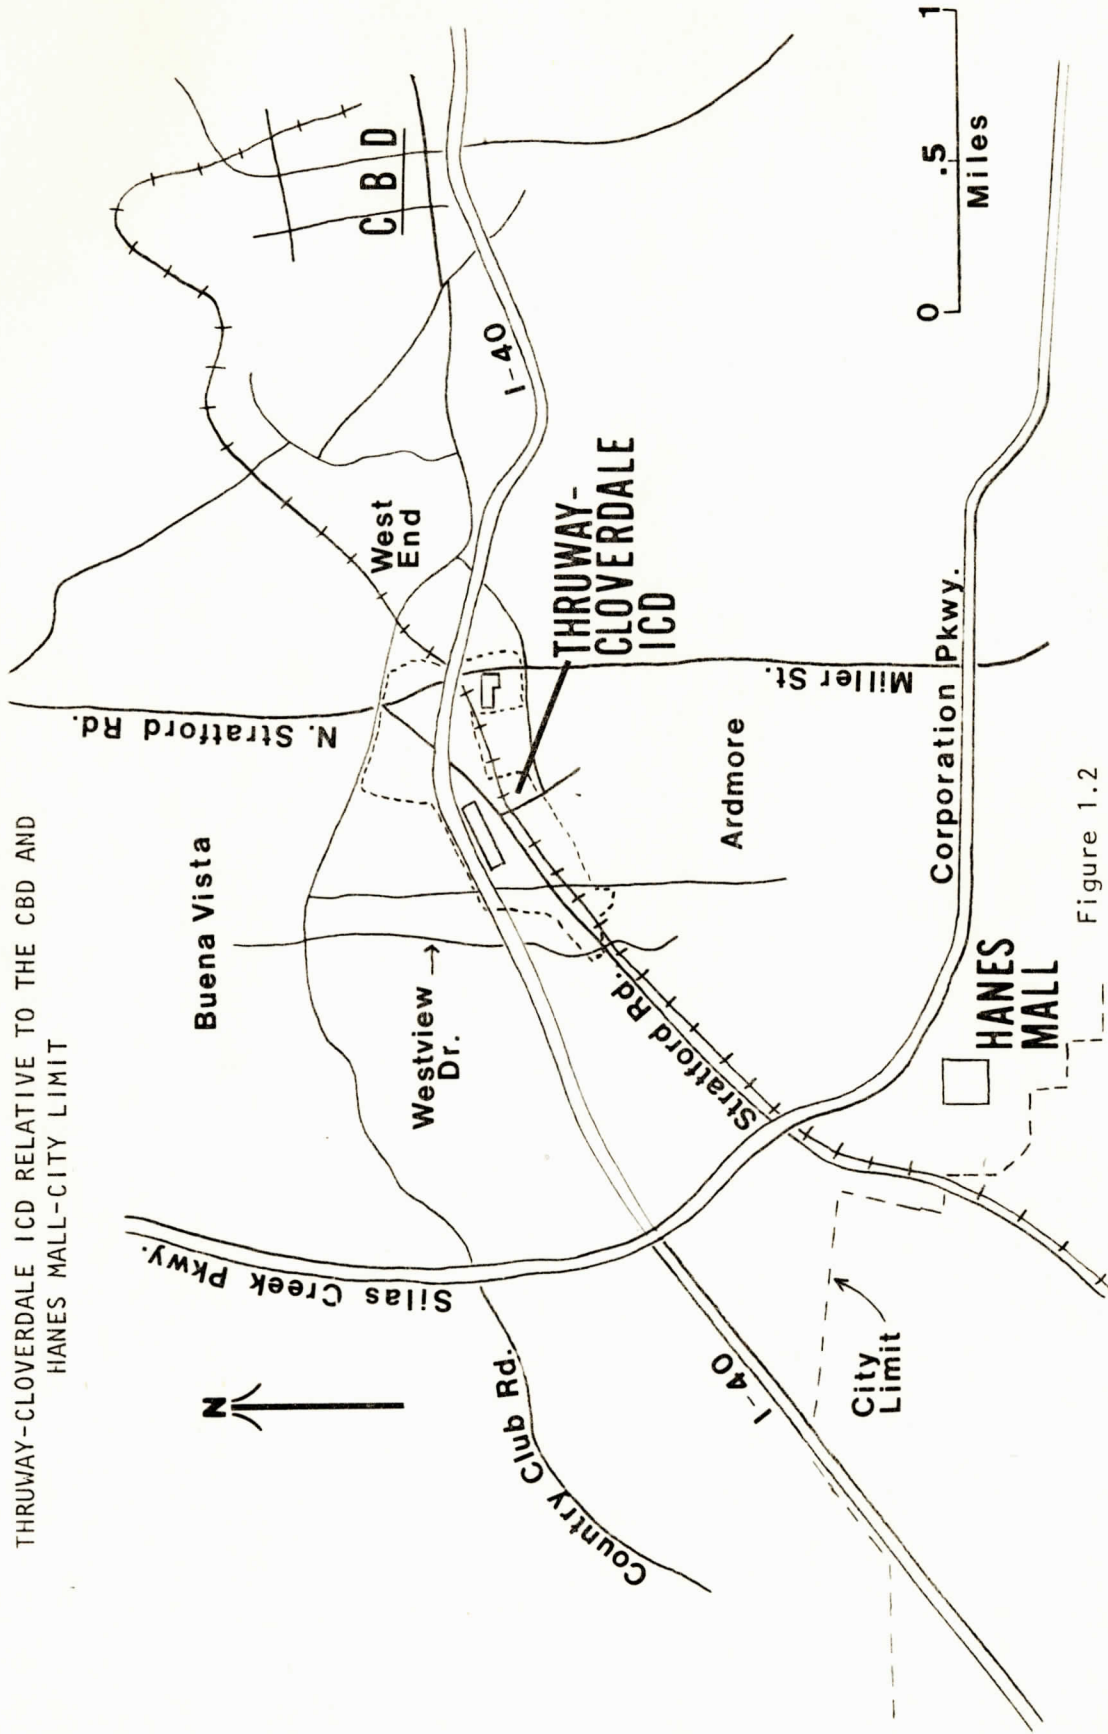 THRUWAY-CLOVERDALE ICD RELATIVE TO THE CBD AND
HANES MALL-CITY LIMIT
N
Silas Creek Pkwy.
Buena Vista
N. Stratford Rd.
Westview
Dr.
West
End
C B D
Country Club Rd.
I-40
I-40
THRUWAY-
CLOVERDALE
ICD
Stratford Rd.
Ardmore
Miller St.
City
Limit
Corporation Pkwy.
HANES
MALL
0 .5 1
Miles
Figure 1.2